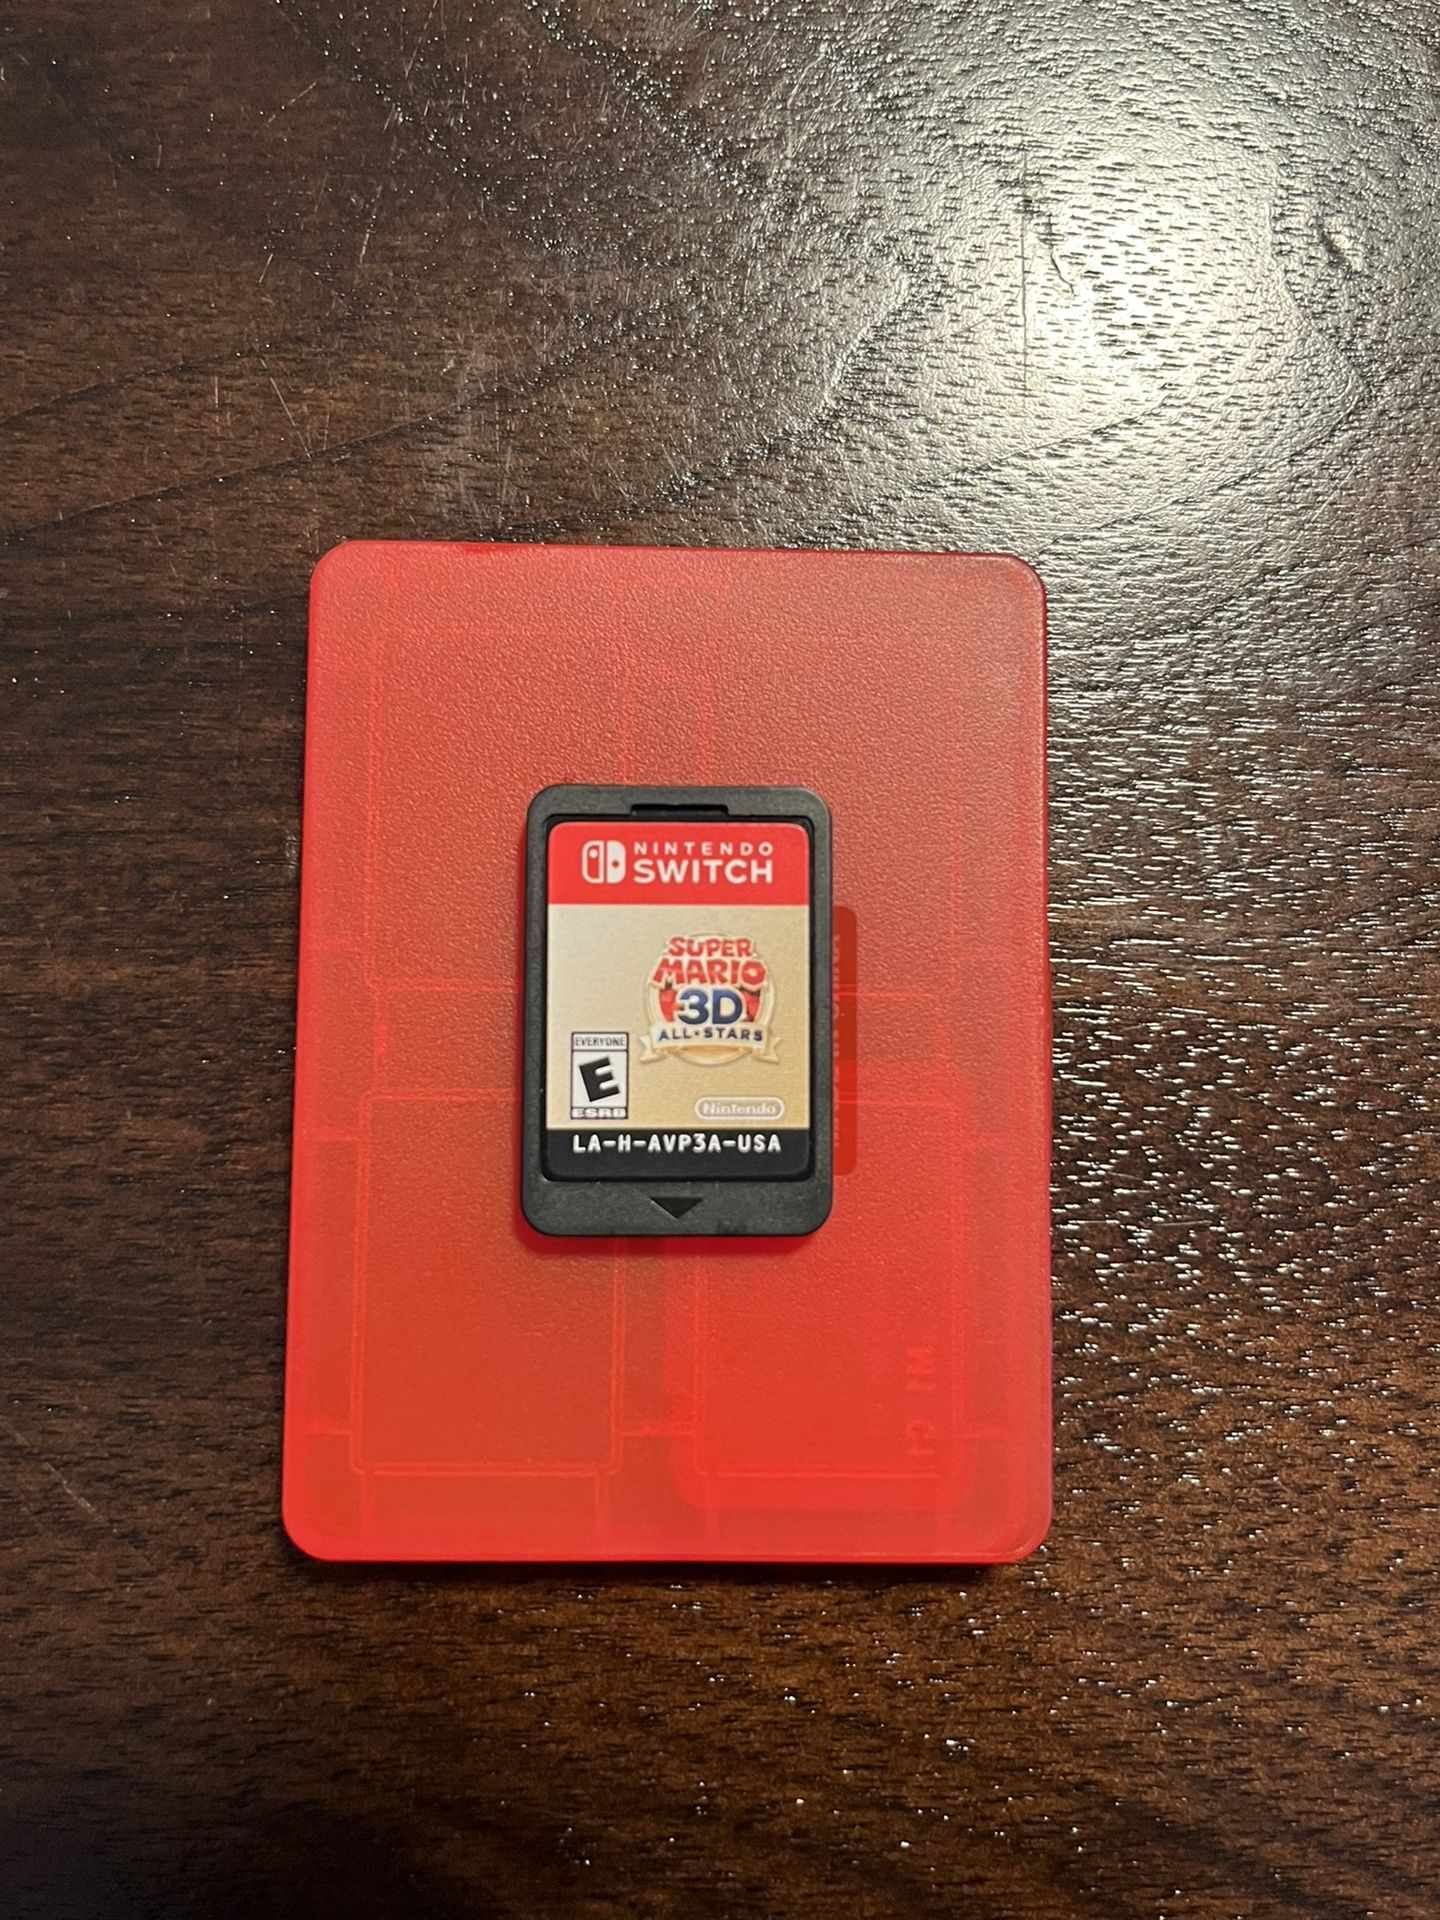 NINTENDO
SWITCH
SUPER
MARIO
3D
ALL★STARS
EVERYONE
E
ESRB
Nintendo
LA-H-AVP3A-USA